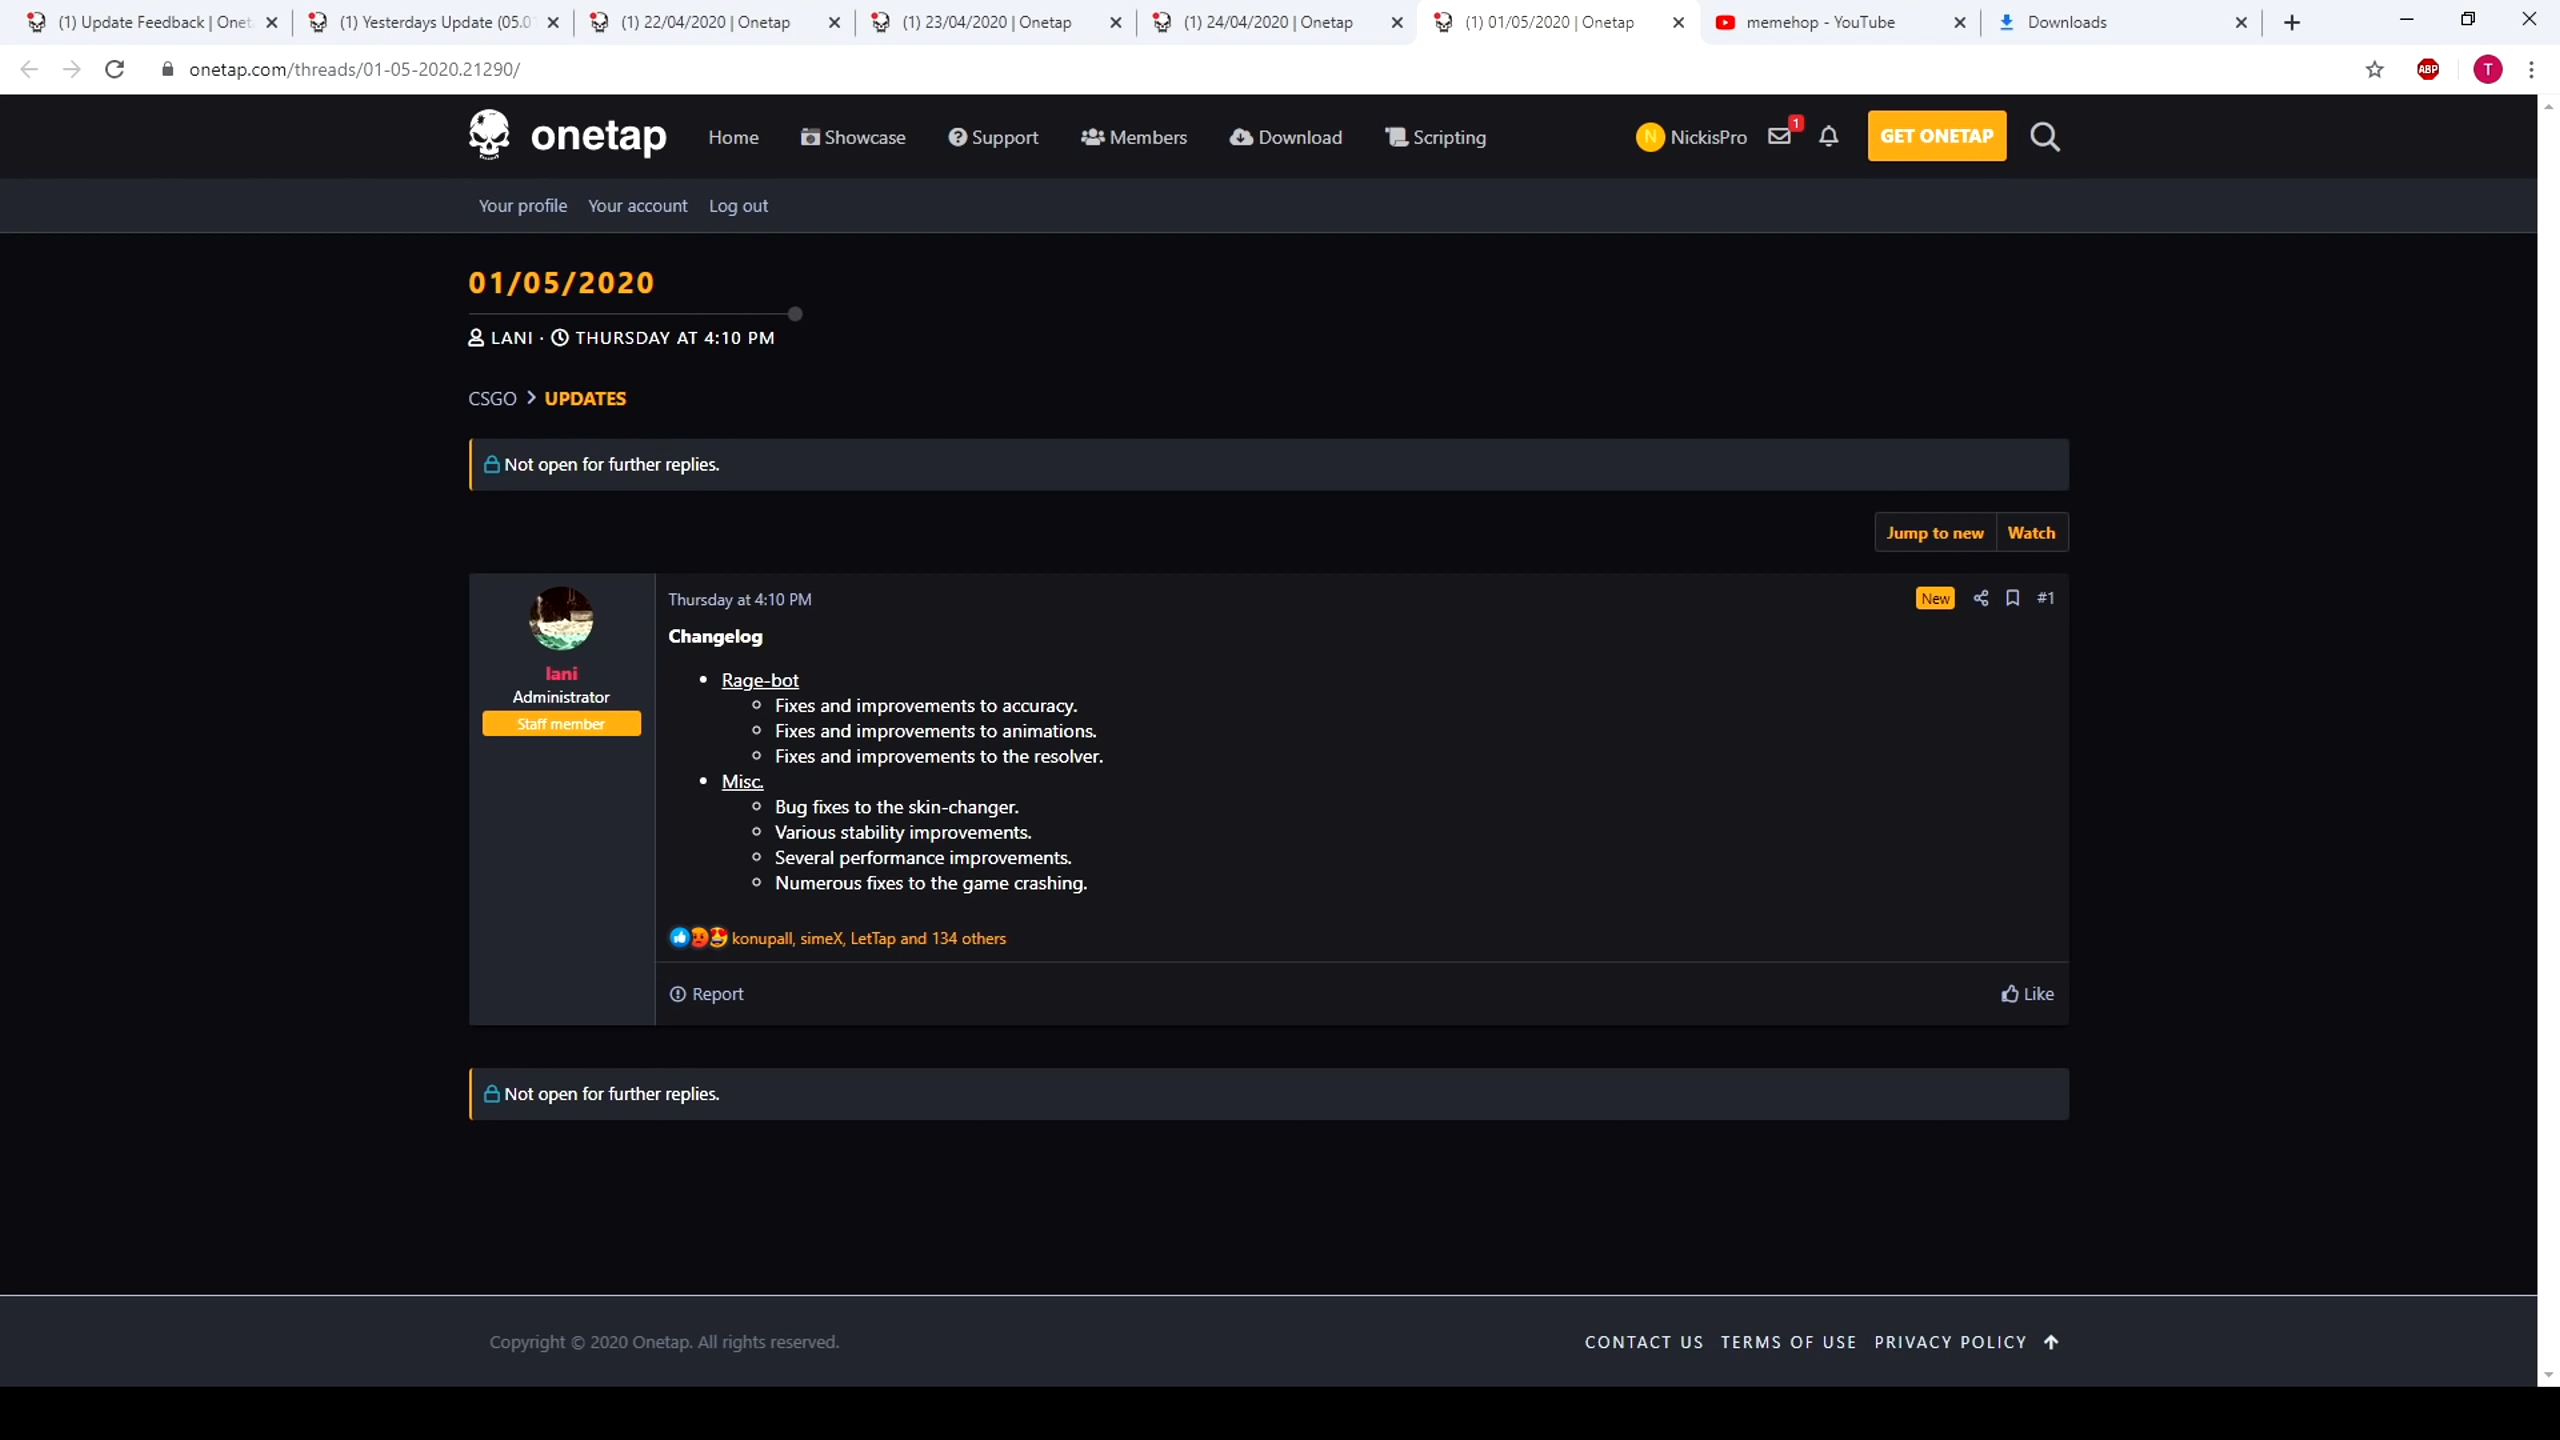 (1) Update Feedback | Onet
(1) Yesterdays Update (05.0
(1) 22/04/2020 | Onetap
(1) 23/04/2020 | Onetap
(1) 24/04/2020 | Onetap
(1) 01/05/2020 | Onetap
memehop - YouTube
Downloads
onetap.com/threads/01-05-2020.21290/
ABP
T
onetap
Home
Showcase
Support
Members
Download
Scripting
N
NickisPro
1
GET ONETAP
Your profile
Your account
Log out
01/05/2020
LANI · THURSDAY AT 4:10 PM
CSGO > UPDATES
Not open for further replies.
Jump to new
Watch
lani
Administrator
Staff member
Thursday at 4:10 PM
New
#1
Changelog
Rage-bot
Fixes and improvements to accuracy.
Fixes and improvements to animations.
Fixes and improvements to the resolver.
Misc.
Bug fixes to the skin-changer.
Various stability improvements.
Several performance improvements.
Numerous fixes to the game crashing.
konupall, simeX, LetTap and 134 others
Report
Like
Not open for further replies.
Copyright © 2020 Onetap. All rights reserved.
CONTACT US
TERMS OF USE
PRIVACY POLICY